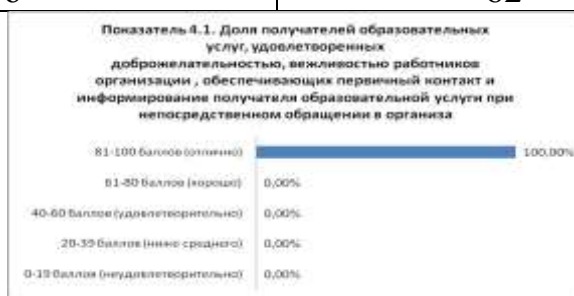 Показатель 4.1. Доля получателей образовательных
услуг, удовлетворенных
доброжелательностью, вежливостью работников
организации , обеспечивающих первичный контакт и
информирование получателя образовательной услуги при
непосредственном обращении в организа
81-100 баллов (отлично)
100,00%
61-80 баллов (хорошо)
0,00%
40-60 баллов (удовлетворительно)
0,00%
20-39 баллов (ниже среднего)
0,00%
0-19 баллов (неудовлетворительно)
0,00%